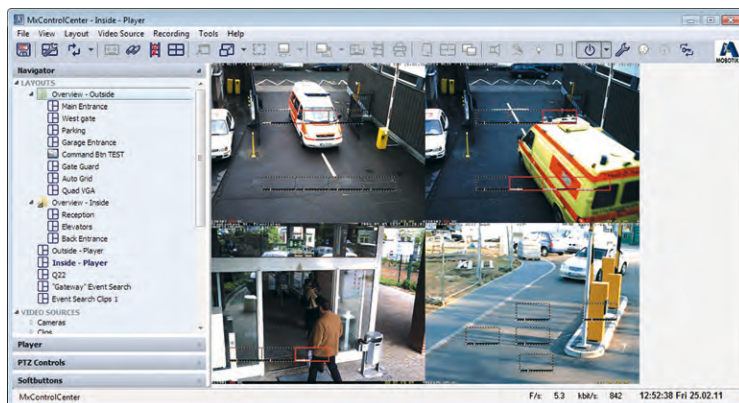 MxControlCenter - Inside - Player
File View Layout Video Source Recording Tools Help
MOBOTIX
Navigator
LAYOUTS
Overview - Outside
Main Entrance
West gate
Parking
Garage Entrance
Command Btn TEST
Gate Guard
Auto Grid
Quad VGA
Overview - Inside
Reception
Elevators
Back Entrance
Outside - Player
Inside - Player
Q22
"Gateway" Event Search
Event Search Clips 1
VIDEO SOURCES
Cameras
Clips
Player
PTZ Controls
Softbuttons
MxControlCenter F/s: 5.3 kbit/s: 842 12:52:38 Fri 25.02.11